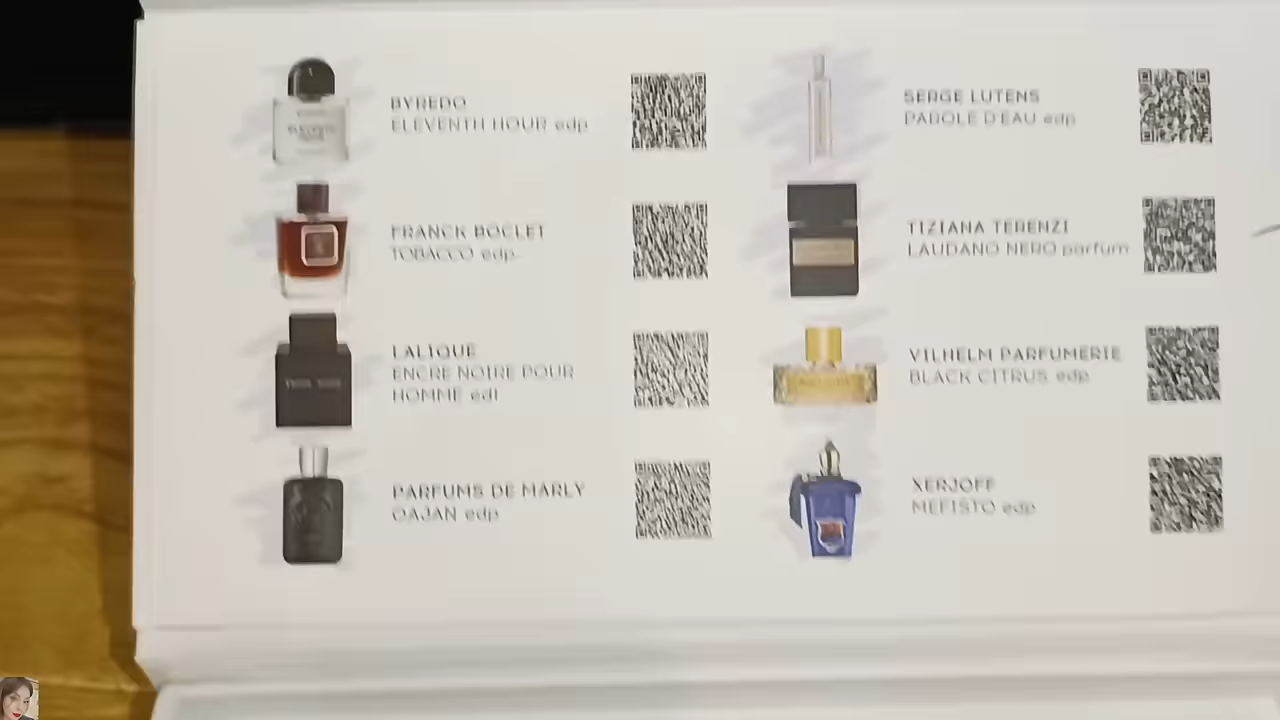 BYREDO
ELEVENTH HOUR edp
FRANCK BOCLET
TOBACCO edp
LALIQUE
ENCRE NOIRE POUR
HOMME edt
PARFUMS DE MARLY
OAJAN edp
SERGE LUTENS
PAROLE D'EAU edp
TIZIANA TERENZI
LAUDANO NERO parfum
VILHELM PARFUMERIE
BLACK CITRUS edp
XERJOFF
MEFISTO edp